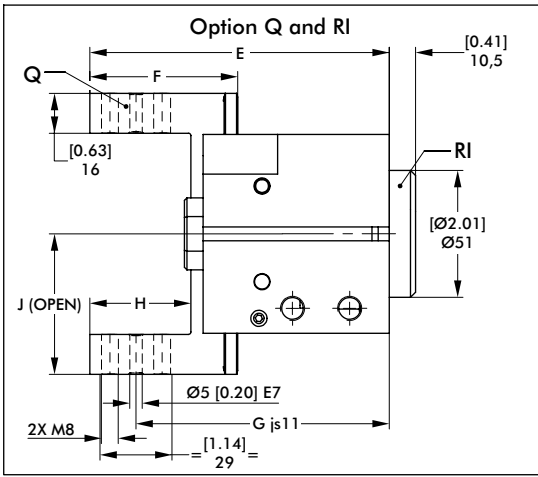 Option Q and RI
E
[0.41]
10,5
F
Q
[0.63]
16
RI
[Ø2.01]
Ø51
J (OPEN)
H
Ø5 [0.20] E7
2X M8
G js11
= [1.14] =
29